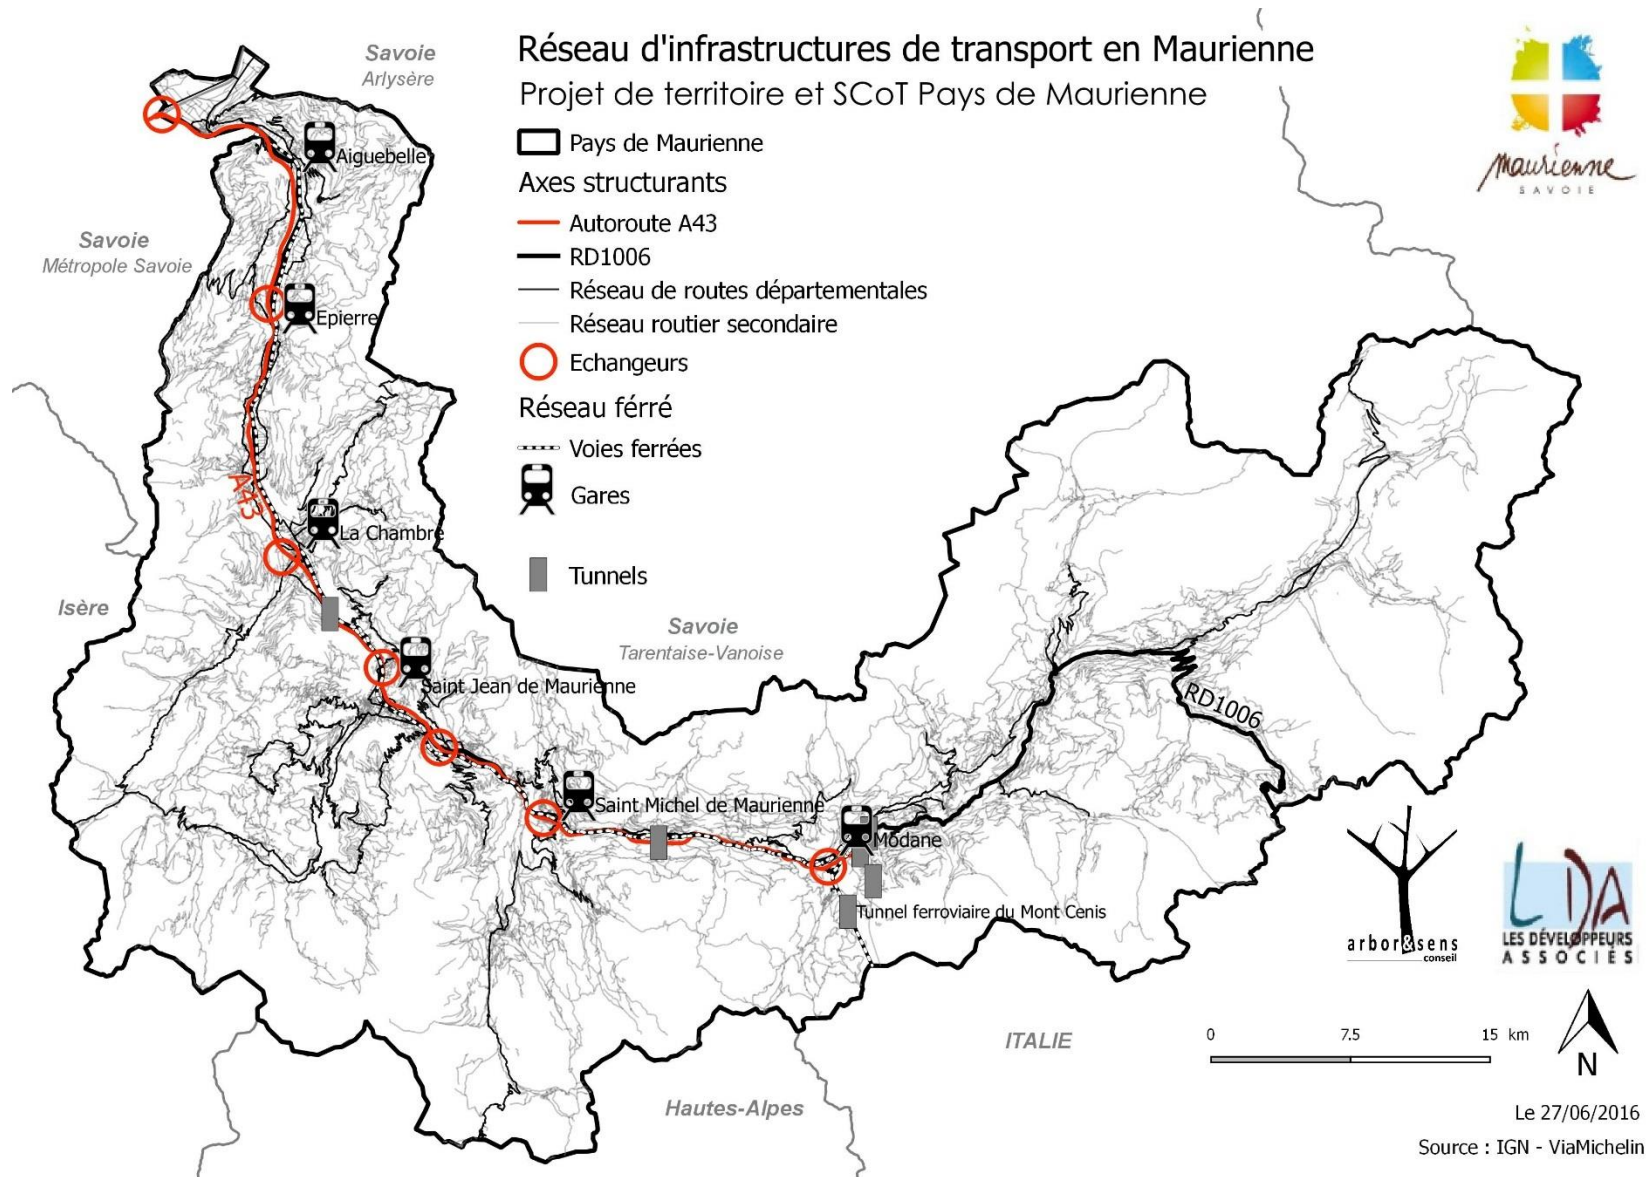 Réseau d'infrastructures de transport en Maurienne
Projet de territoire et SCoT Pays de Maurienne
Pays de Maurienne
Axes structurants
Autoroute A43
RD1006
Réseau de routes départementales
Réseau routier secondaire
Echangeurs
Réseau férré
Voies ferrées
Gares
Tunnels
maurienne
SAVOIE
Savoie
Arlysère
Aiguebelle
Savoie
Métropole Savoie
Epierre
A43
La Chambre
Isère
Savoie
Tarentaise-Vanoise
Saint Jean de Maurienne
RD1006
Saint Michel de Maurienne
Modane
Tunnel ferroviaire du Mont Cenis
arbor&sens
conseil
LDA
LES DÉVELOPPEURS
ASSOCIÉS
ITALIE
Hautes-Alpes
0 7.5 15 km
N
Le 27/06/2016
Source : IGN - ViaMichelin